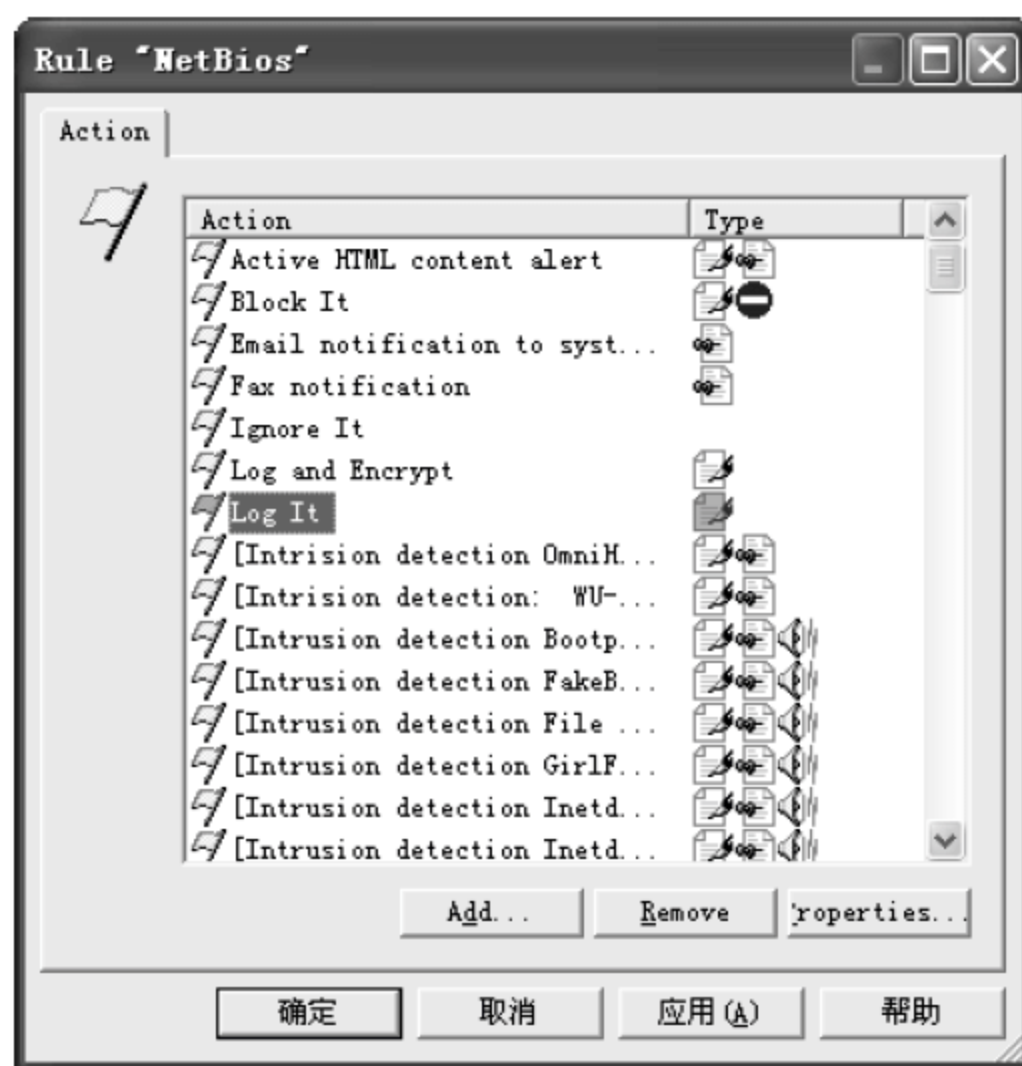 Rule "NetBios"
Action
Action Type
Active HTML content alert
Block It
Email notification to syst...
Fax notification
Ignore It
Log and Encrypt
Log It
[Intrision detection OmniH...
[Intrision detection: WU-...
[Intrusion detection Bootp...
[Intrusion detection FakeB...
[Intrusion detection File ...
[Intrusion detection GirlF...
[Intrusion detection Inetd...
[Intrusion detection Inetd...
Add... Remove roperties...
确定 取消 应用(A) 帮助